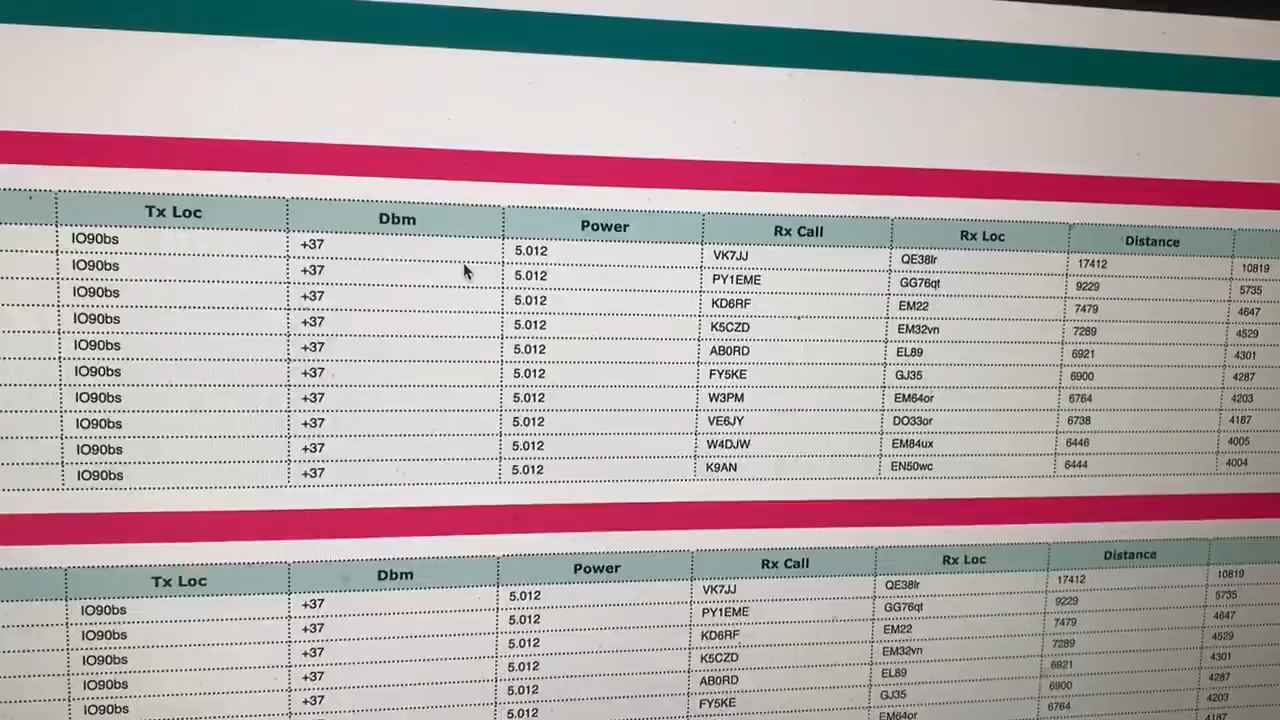 Tx Loc Dbm Power Rx Call Rx Loc Distance
IO90bs +37 5.012 VK7JJ QE38lr 17412 10819
IO90bs +37 5.012 PY1EME GG76qt 9229 5735
IO90bs +37 5.012 KD6RF EM22 7479 4647
IO90bs +37 5.012 K5CZD EM32vn 7289 4529
IO90bs +37 5.012 AB0RD EL89 6921 4301
IO90bs +37 5.012 FY5KE GJ35 6900 4287
IO90bs +37 5.012 W3PM EM64or 6764 4203
IO90bs +37 5.012 VE6JY DO33or 6738 4187
IO90bs +37 5.012 W4DJW EM84ux 6446 4005
IO90bs +37 5.012 K9AN EN50wc 6444 4004
Tx Loc Dbm Power Rx Call Rx Loc Distance
IO90bs +37 5.012 VK7JJ QE38lr 17412 10819
IO90bs +37 5.012 PY1EME GG76qt 9229 5735
IO90bs +37 5.012 KD6RF EM22 7479 4647
IO90bs +37 5.012 K5CZD EM32vn 7289 4529
IO90bs +37 5.012 AB0RD EL89 6921 4301
5.012 FY5KE GJ35 6900 4287
EM64or 6764 4203
4187